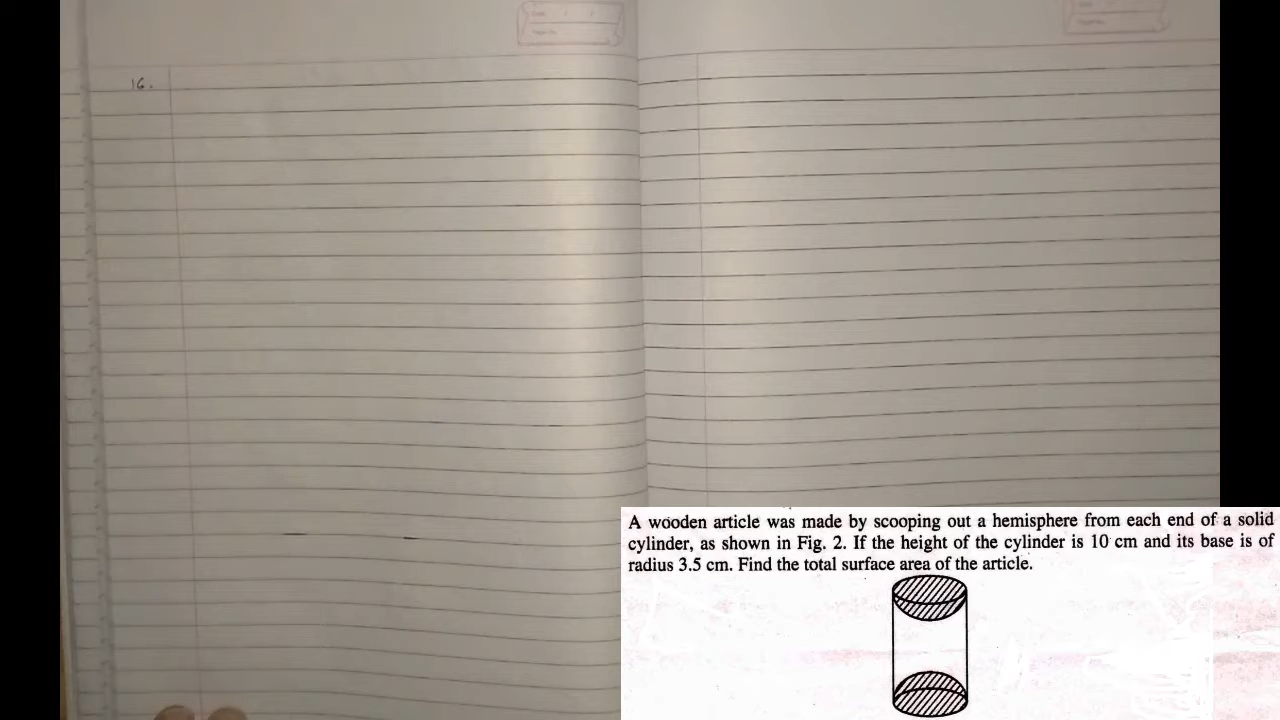 16.
A wooden article was made by scooping out a hemisphere from each end of a solid
cylinder, as shown in Fig. 2. If the height of the cylinder is 10 cm and its base is of
radius 3.5 cm. Find the total surface area of the article.